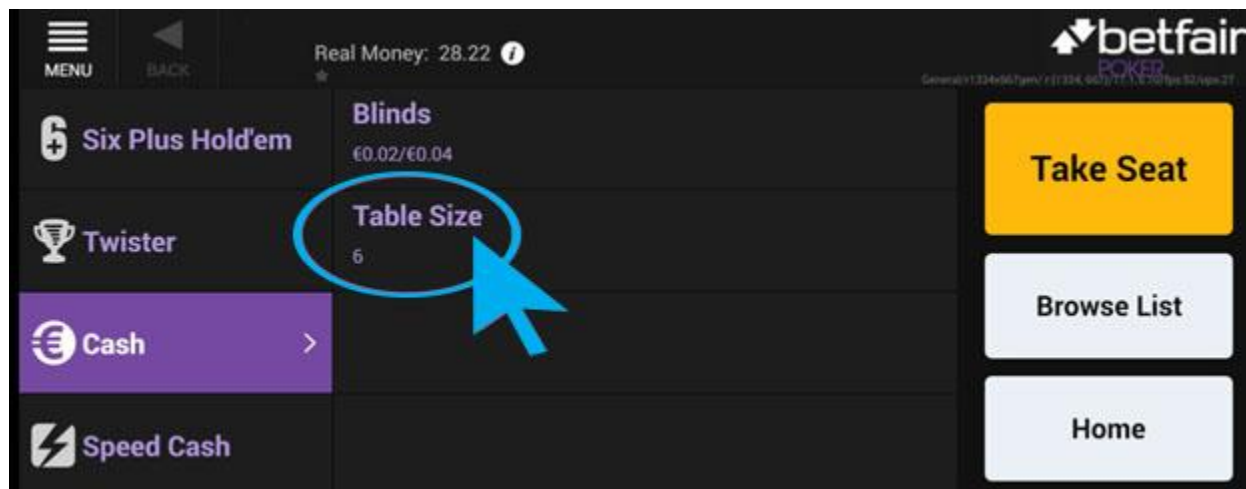 MENU
BACK
Real Money: 28.22
betfair
POKER
Six Plus Hold'em
Twister
Cash
Speed Cash
Blinds
€0.02/€0.04
Table Size
6
Take Seat
Browse List
Home